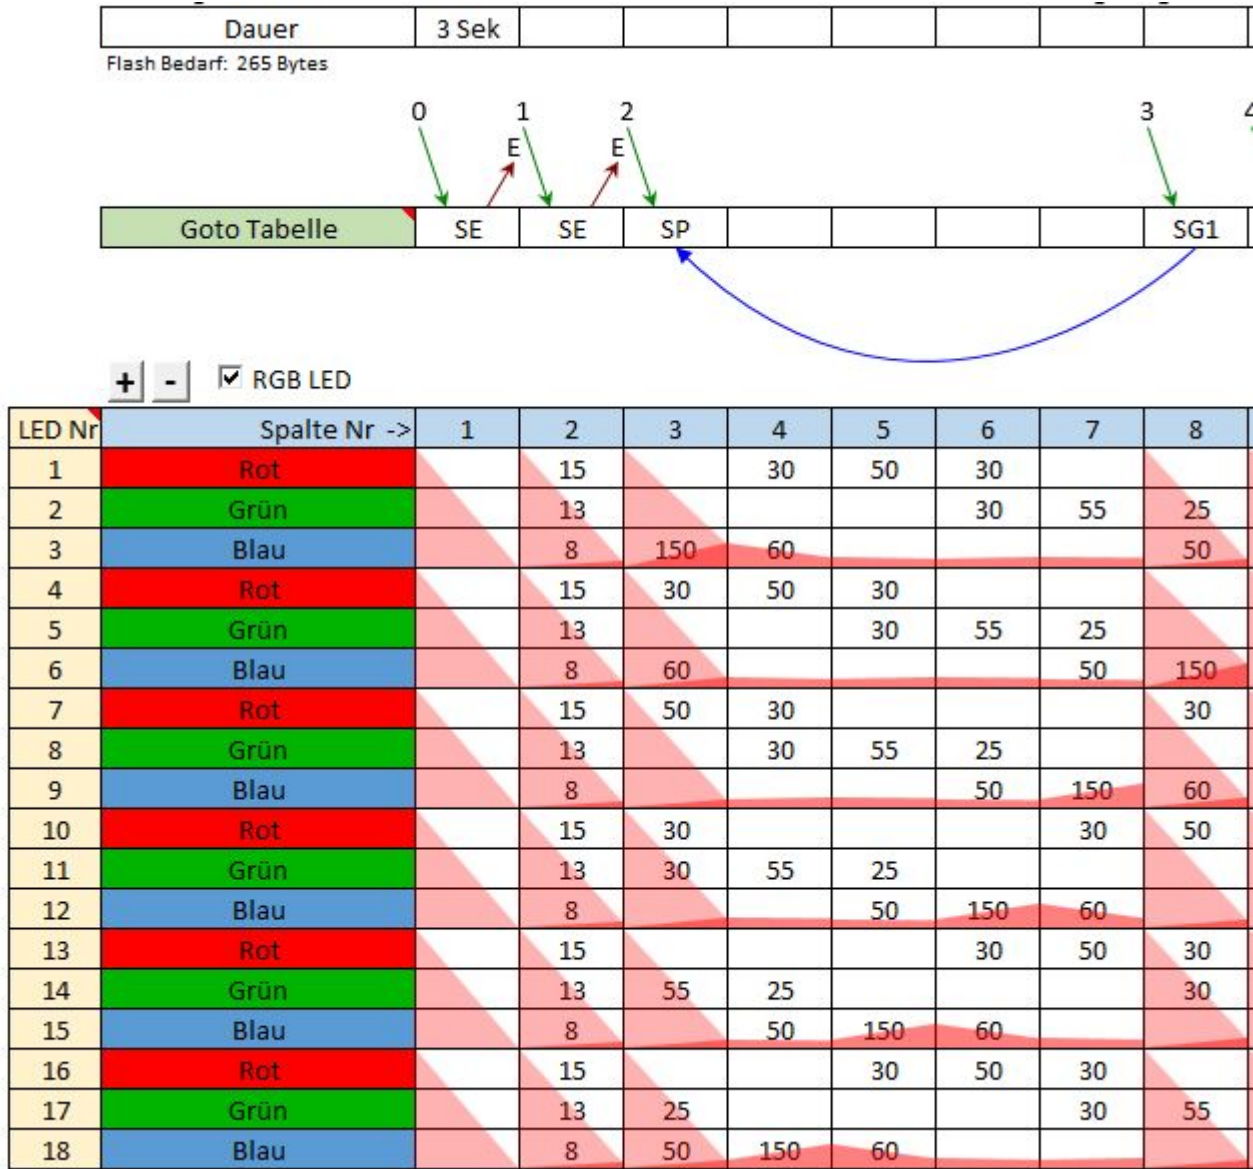 Dauer 3 Sek
Flash Bedarf: 265 Bytes
0 1 2 3 4
E E
Goto Tabelle SE SE SP SG1
+ - RGB LED
LED Nr Spalte Nr -> 1 2 3 4 5 6 7 8
1 Rot 15 30 50 30
2 Grün 13 30 55 25
3 Blau 8 150 60 50
4 Rot 15 30 50 30
5 Grün 13 30 55 25
6 Blau 8 60 50 150
7 Rot 15 50 30 30
8 Grün 13 30 55 25
9 Blau 8 50 150 60
10 Rot 15 30 30 50
11 Grün 13 30 55 25
12 Blau 8 50 150 60
13 Rot 15 30 50 30
14 Grün 13 55 25 30
15 Blau 8 50 150 60
16 Rot 15 30 50 30
17 Grün 13 25 30 55
18 Blau 8 50 150 60